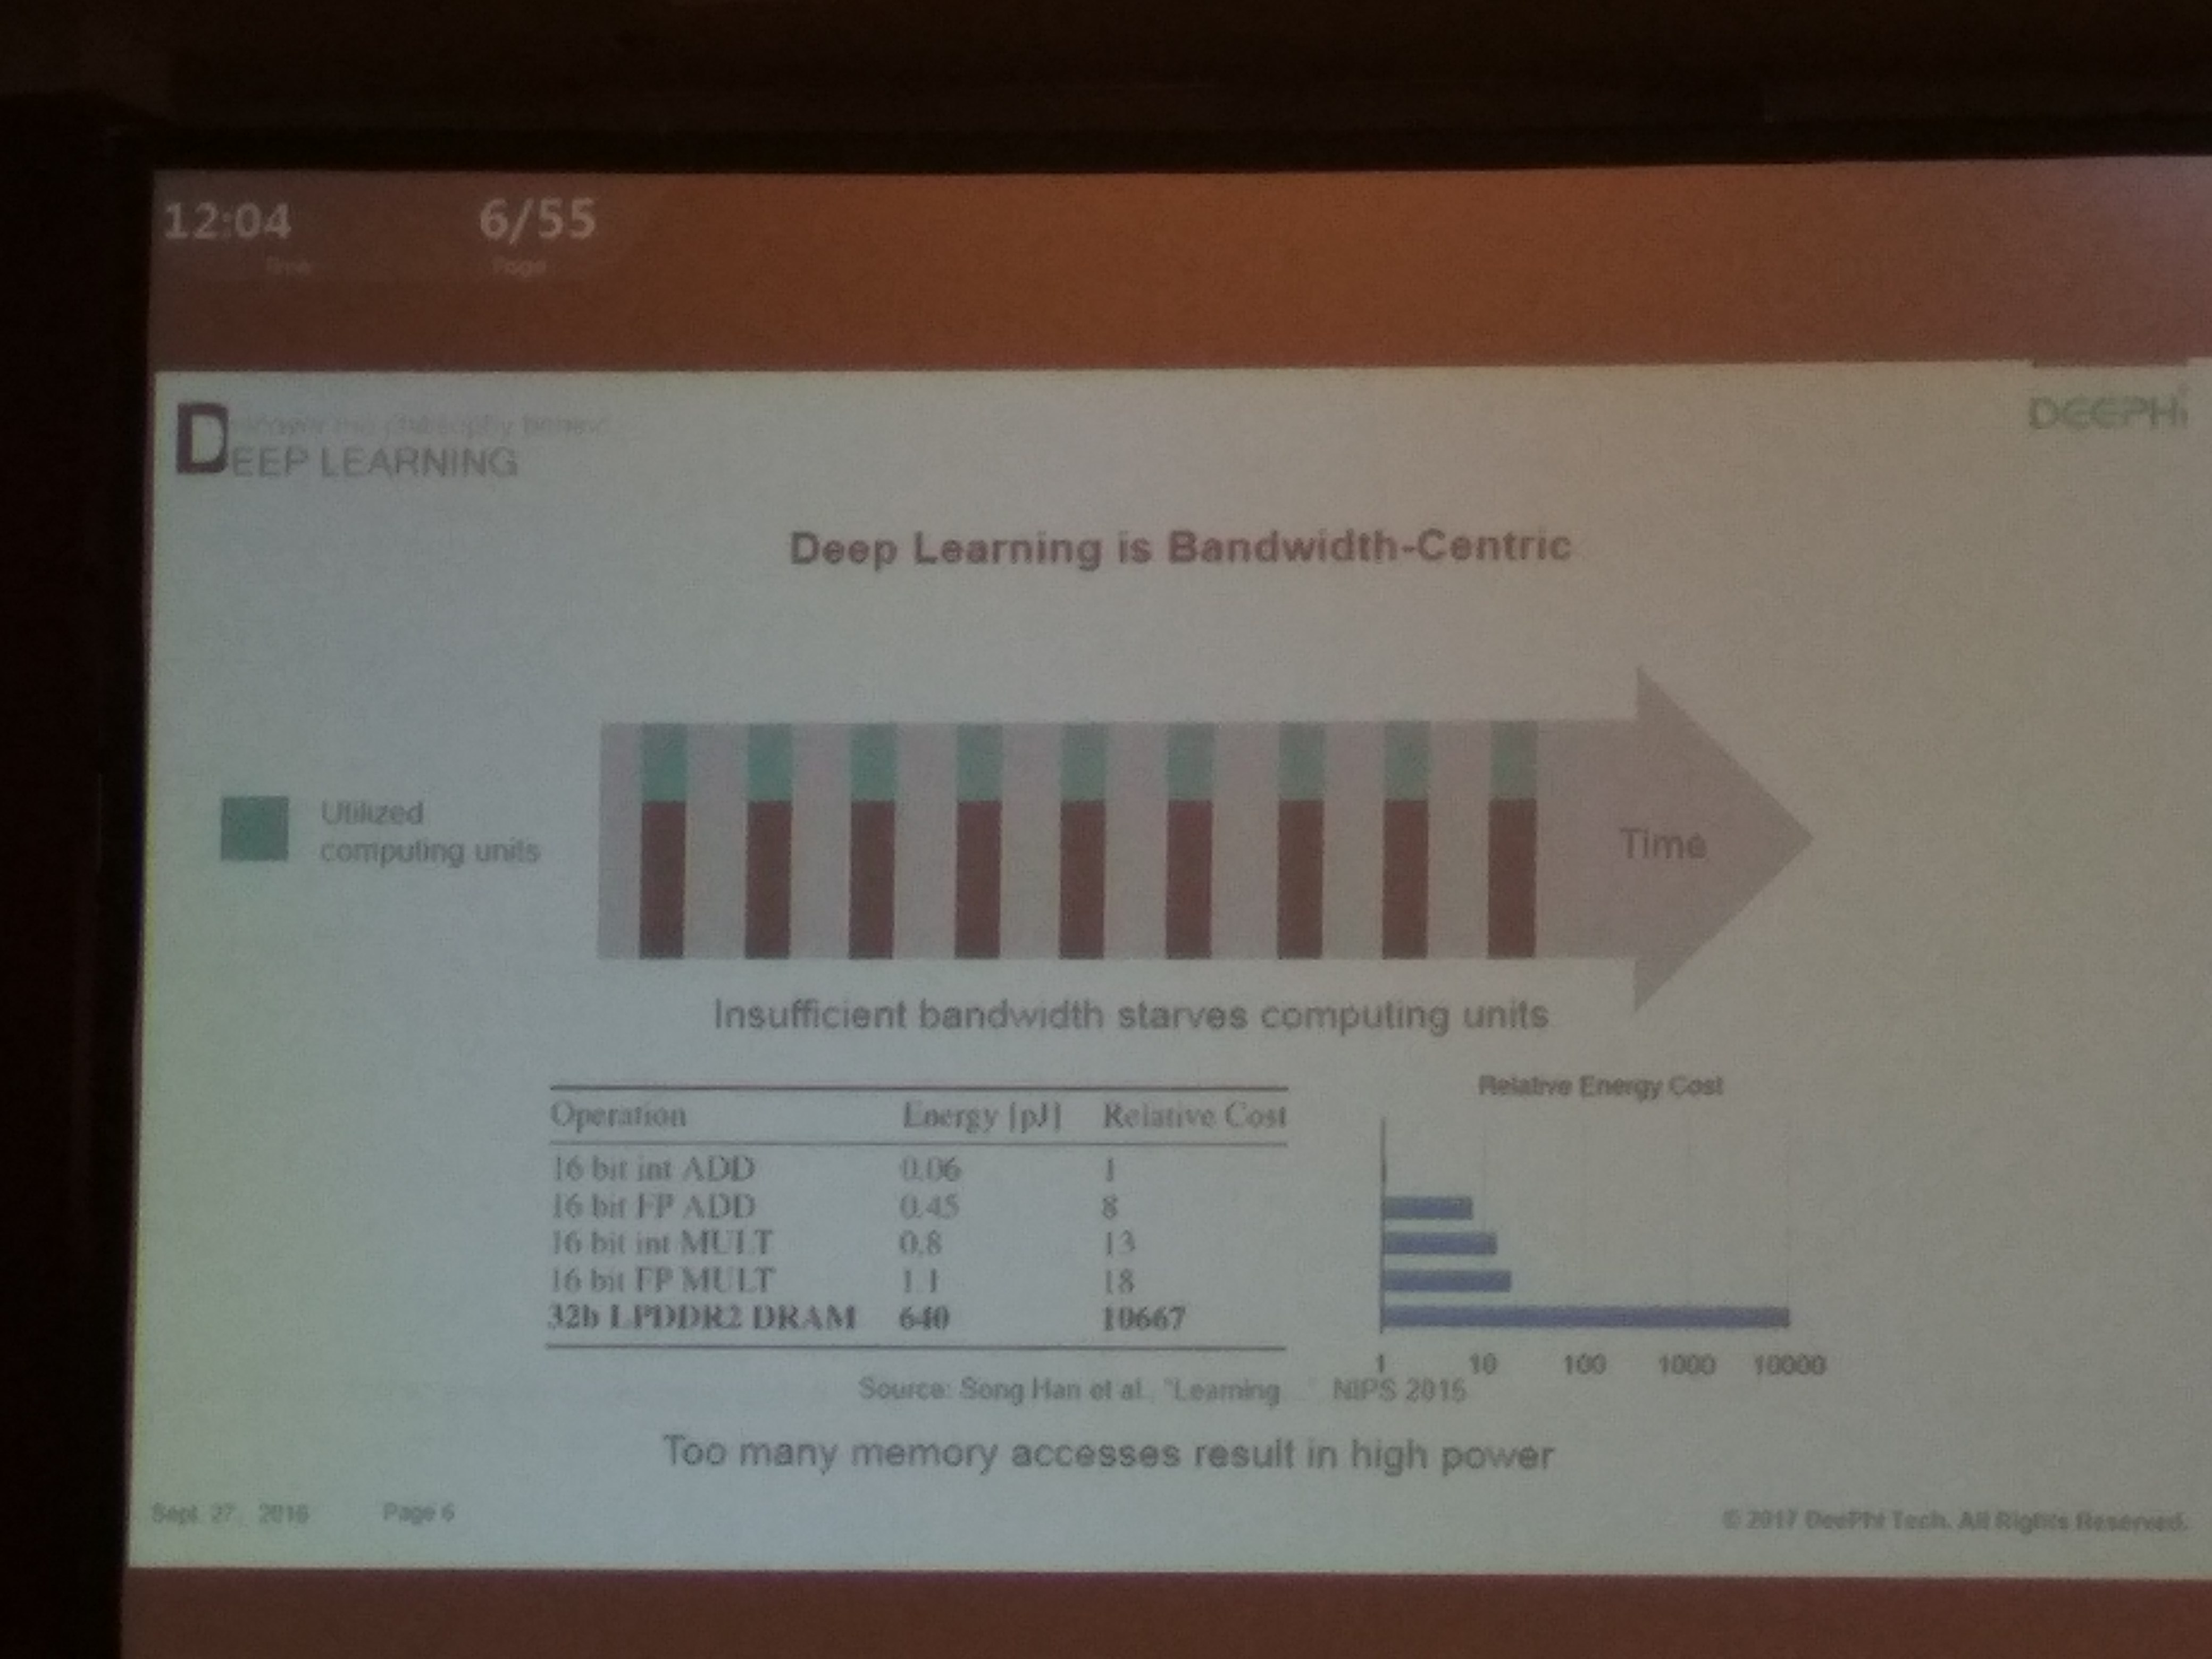 12:04 6/55
Time Page
DEEPHi
philosophy behind
DEEP LEARNING
Deep Learning is Bandwidth-Centric
Utilized
computing units
Time
Insufficient bandwidth starves computing units
Operation Energy [pJ] Relative Cost
16 bit int ADD 0.06 1
16 bit FP ADD 0.45 8
16 bit int MULT 0.8 13
16 bit FP MULT 1.1 18
32b LPDDR2 DRAM 640 10667
Relative Energy Cost
1 10 100 1000 10000
Source: Song Han et al., "Learning ... NIPS 2015
Too many memory accesses result in high power
Sept. 27, 2016 Page 6
© 2017 DeePhi Tech. All Rights Reserved.